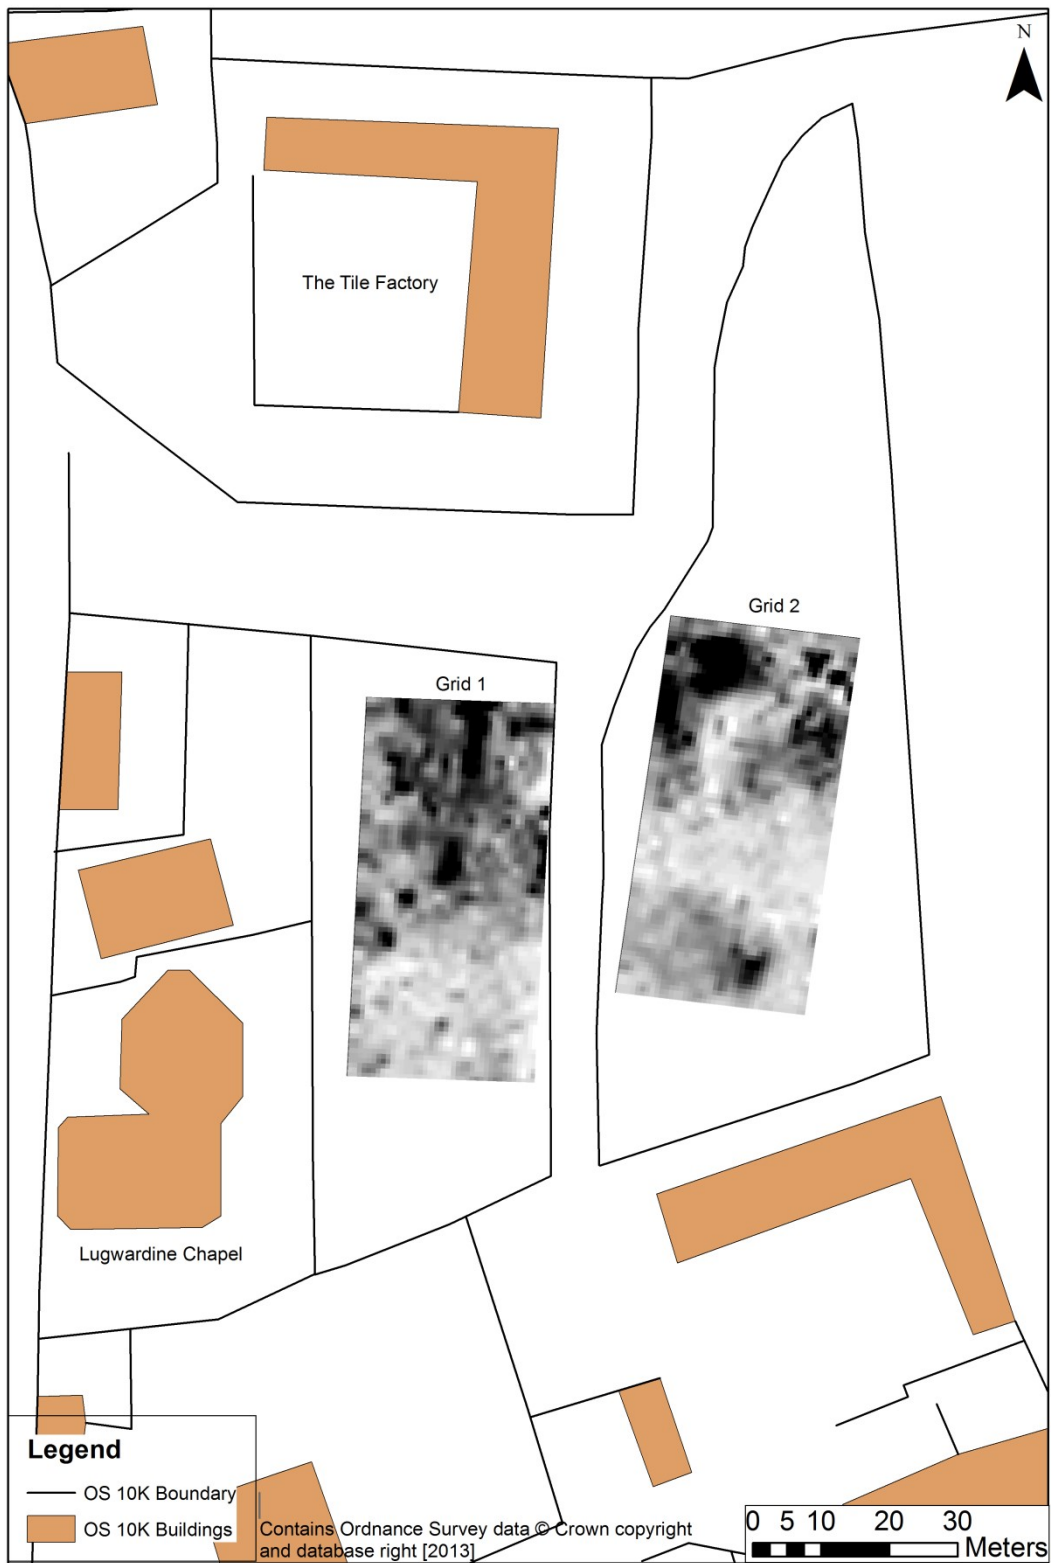 N
The Tile Factory
Grid 2
Grid 1
Lugwardine Chapel
Legend
OS 10K Boundary
OS 10K Buildings
Contains Ordnance Survey data © Crown copyright
and database right [2013]
0 5 10 20 30
Meters